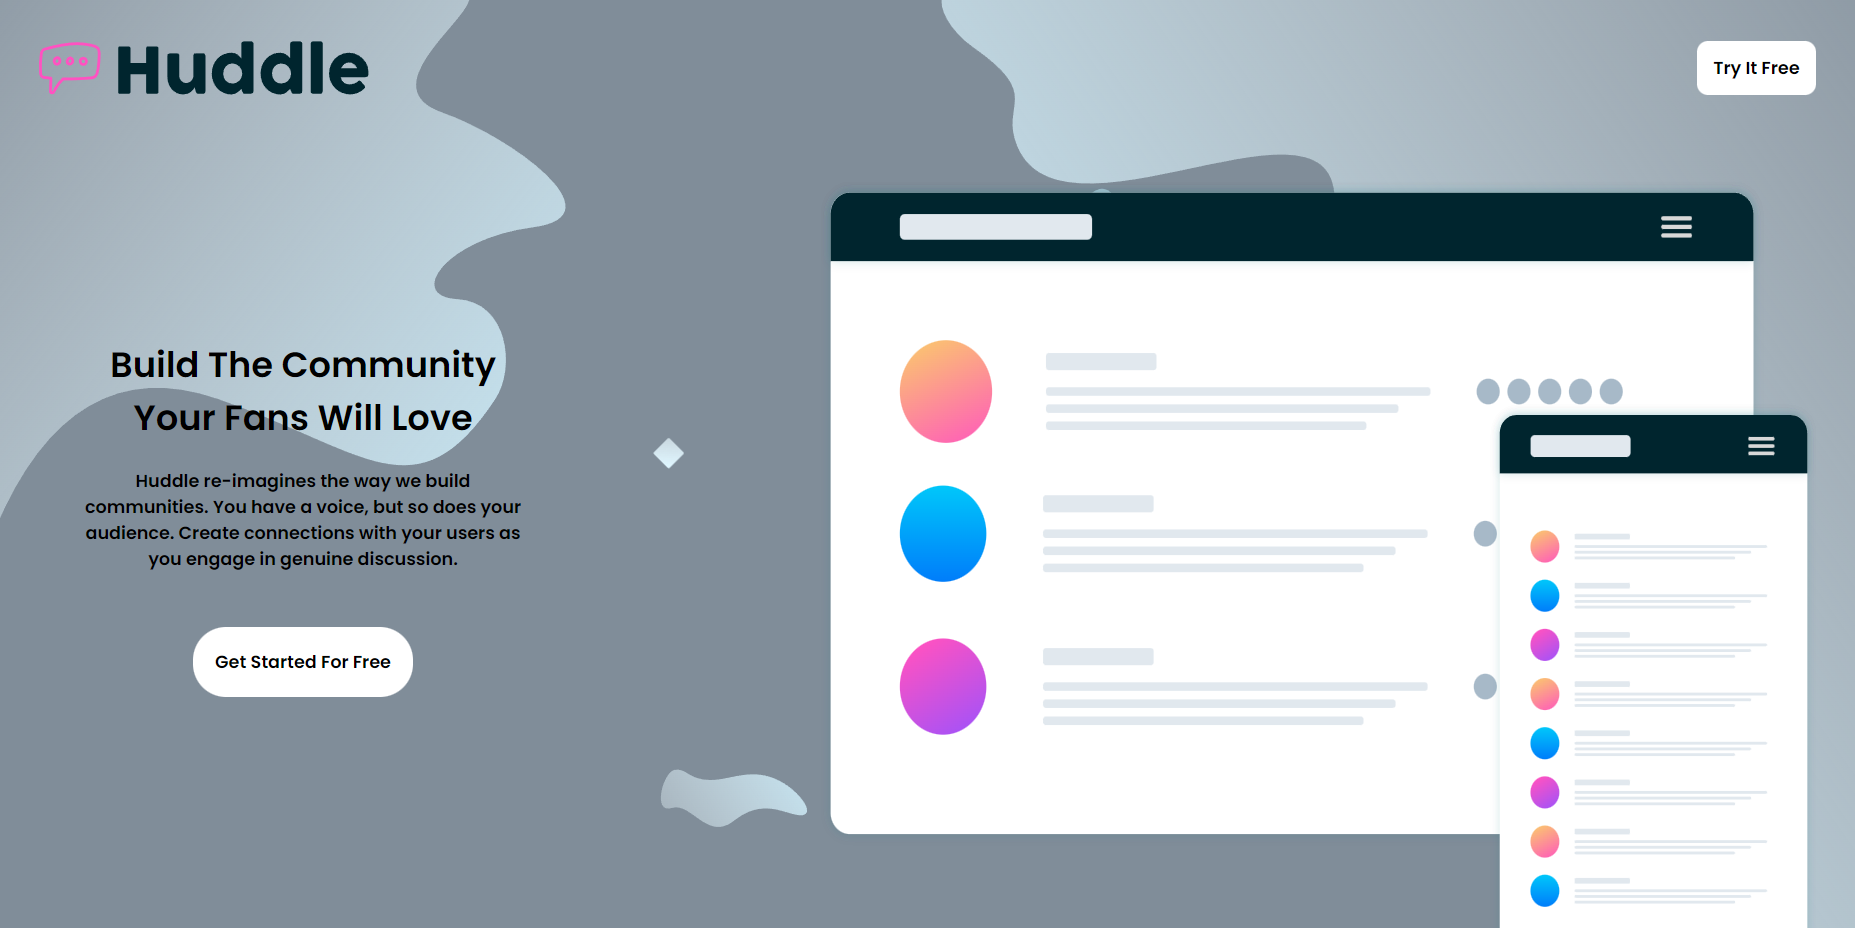 Huddle
Try It Free
Build The Community
Your Fans Will Love
Huddle re-imagines the way we build
communities. You have a voice, but so does your
audience. Create connections with your users as
you engage in genuine discussion.
Get Started For Free